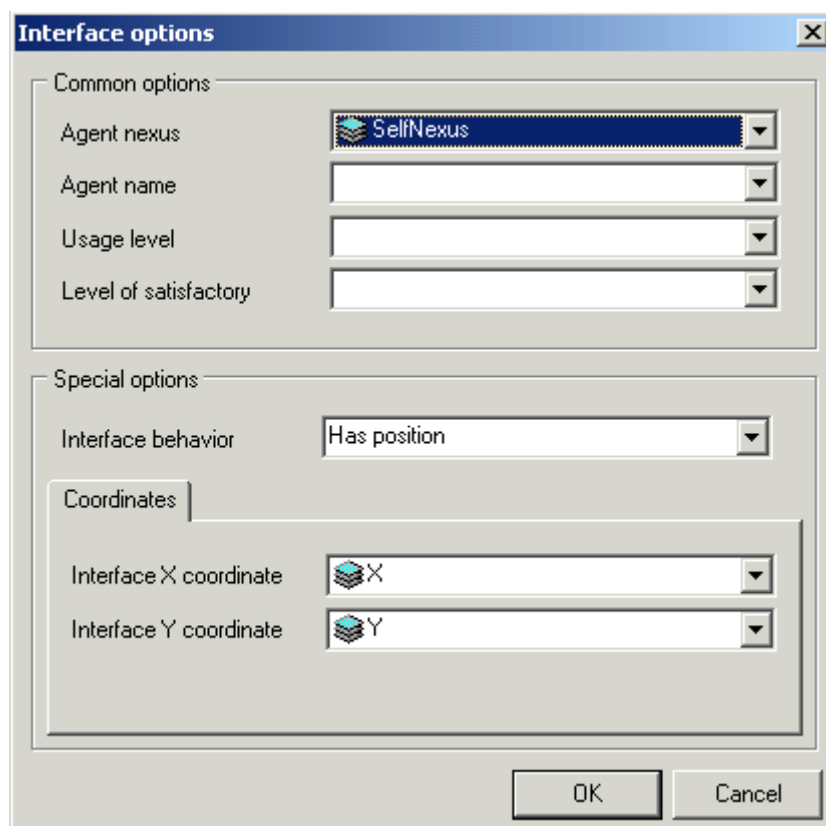 Interface options
Common options
Agent nexus
SelfNexus
Agent name
Usage level
Level of satisfactory
Special options
Interface behavior
Has position
Coordinates
Interface X coordinate
X
Interface Y coordinate
Y
OK
Cancel